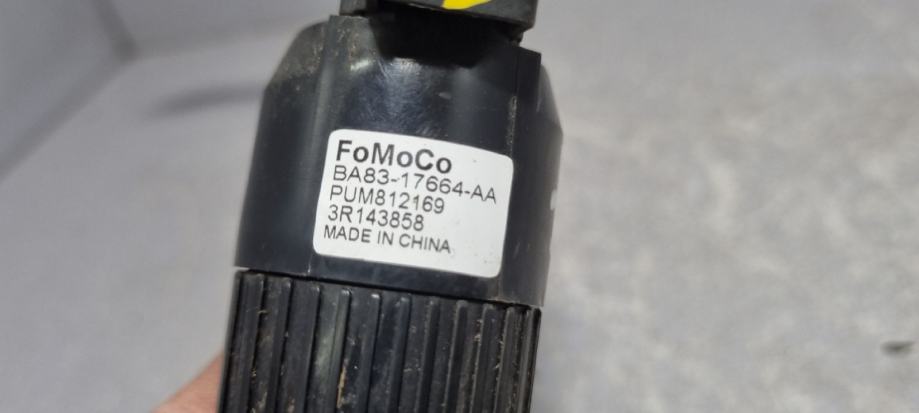 FoMoCo
BA83-17664-AA
PUM812169
3R143858
MADE IN CHINA